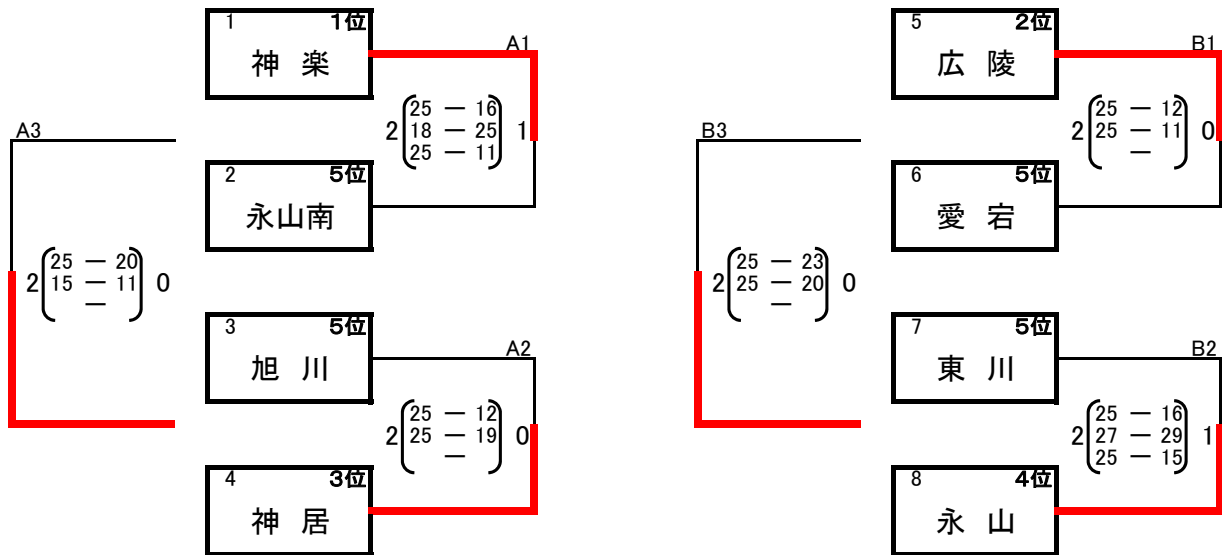 1 1位
神 楽
A1
2 25 — 16 1
18 — 25
25 — 11
2 5位
永山南
A3
2 25 — 20 0
15 — 11
—
3 5位
旭 川
A2
2 25 — 12 0
25 — 19
—
4 3位
神 居
5 2位
広 陵
B1
2 25 — 12 0
25 — 11
—
6 5位
愛 宕
B3
2 25 — 23 0
25 — 20
—
7 5位
東 川
B2
2 25 — 16 1
27 — 29
25 — 15
8 4位
永 山